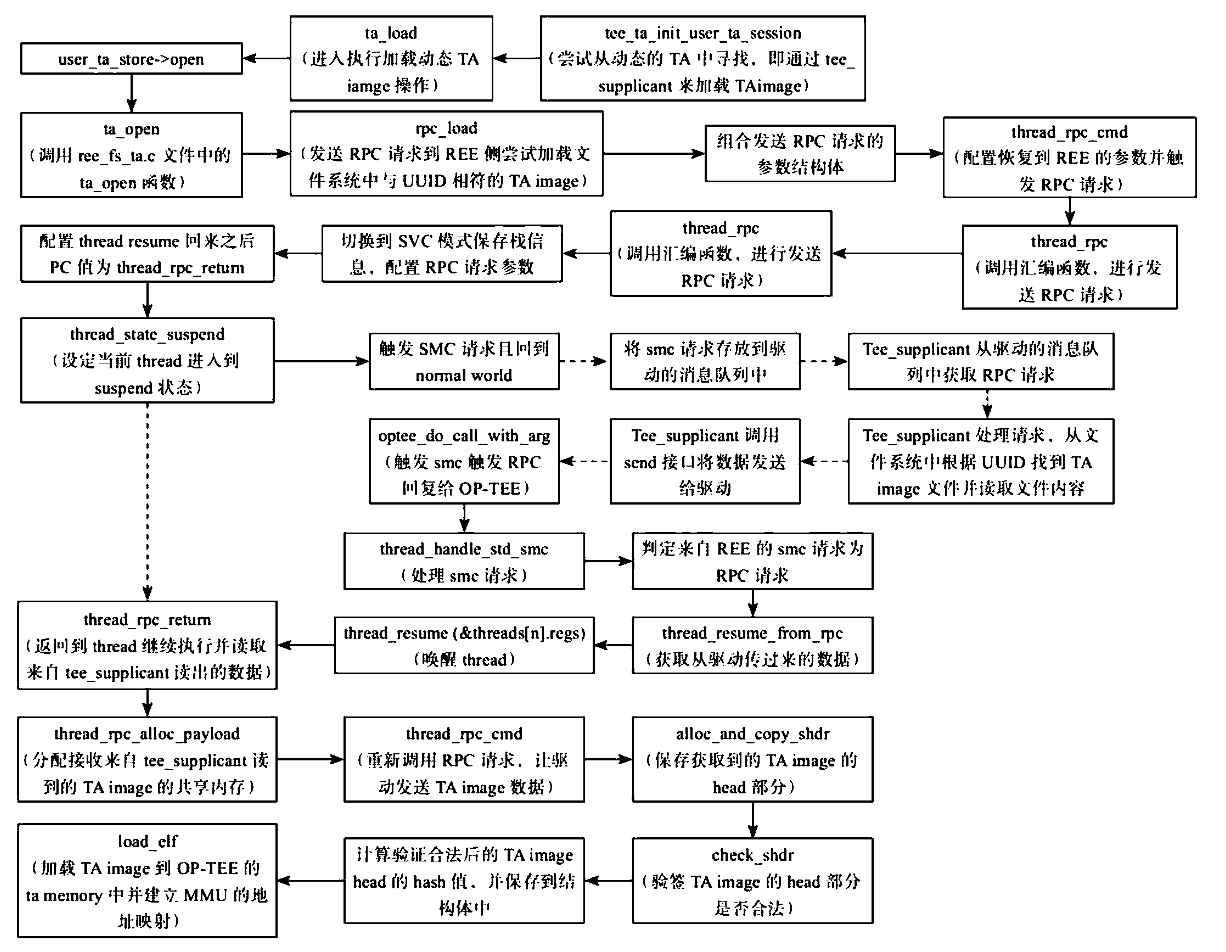 tee_ta_init_user_ta_session
(尝试从动态的 TA 中寻找，即通过 tee_
supplicant 来加载 TAimage)
ta_load
(进入执行加载动态 TA
iamge 操作)
user_ta_store->open
ta_open
(调用 ree_fs_ta.c 文件中的
ta_open 函数)
rpc_load
(发送 RPC 请求到 REE 侧尝试加载文
件系统中与 UUID 相符的 TA image)
组合发送 RPC 请求的
参数结构体
thread_rpc_cmd
(配置恢复到 REE 的参数并触
发 RPC 请求)
thread_rpc
(调用汇编函数，进行发
送 RPC 请求)
thread_rpc
(调用汇编函数，进行发送
RPC 请求)
切换到 SVC 模式保存栈信
息，配置 RPC 请求参数
配置 thread resume 回来之后
PC 值为 thread_rpc_return
thread_state_suspend
(设定当前 thread 进入到
suspend 状态)
触发 SMC 请求且回到
normal world
将 smc 请求存放到驱
动的消息队列中
Tee_supplicant 从驱动的消息队
列中获取 RPC 请求
Tee_supplicant 处理请求，从文
件系统中根据 UUID 找到 TA
image 文件并读取文件内容
Tee_supplicant 调用
send 接口将数据发送
给驱动
optee_do_call_with_arg
(触发 smc 触发 RPC
回复给 OP-TEE)
thread_handle_std_smc
(处理 smc 请求)
判定来自 REE 的 smc 请求为
RPC 请求
thread_resume_from_rpc
(获取从驱动传过来的数据)
thread_resume (&threads[n].regs)
(唤醒 thread)
thread_rpc_return
(返回到 thread 继续执行并读取
来自 tee_supplicant 读出的数据)
thread_rpc_alloc_payload
(分配接收来自 tee_supplicant 读
到的 TA image 的共享内存)
thread_rpc_cmd
(重新调用 RPC 请求，让驱
动发送 TA image 数据)
alloc_and_copy_shdr
(保存获取到的 TA image 的
head 部分)
check_shdr
(验签 TA image 的 head 部分
是否合法)
计算验证合法后的 TA image
head 的 hash 值，并保存到结
构体中
load_elf
(加载 TA image 到 OP-TEE 的
ta memory 中并建立 MMU 的地
址映射)